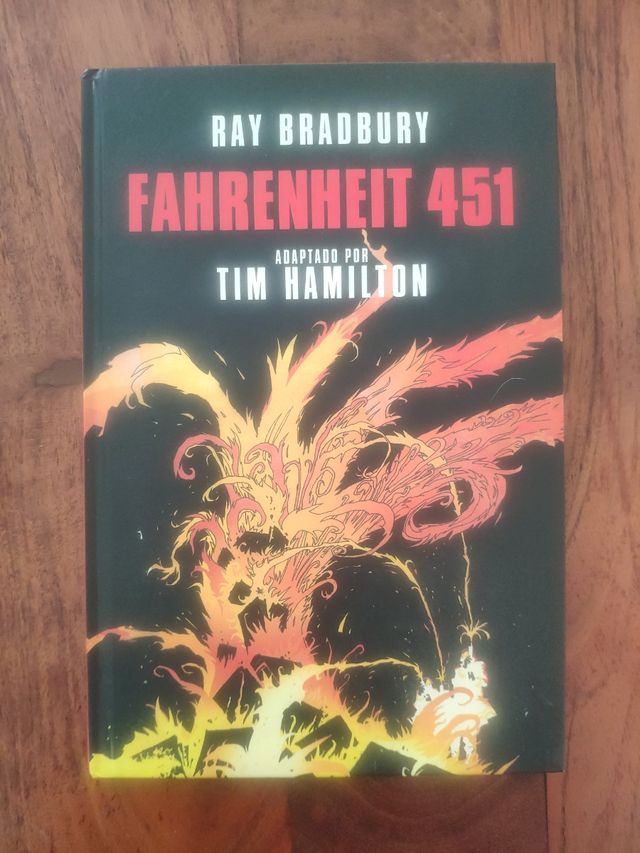 RAY BRADBURY
FAHRENHEIT 451
ADAPTADO POR
TIM HAMILTON